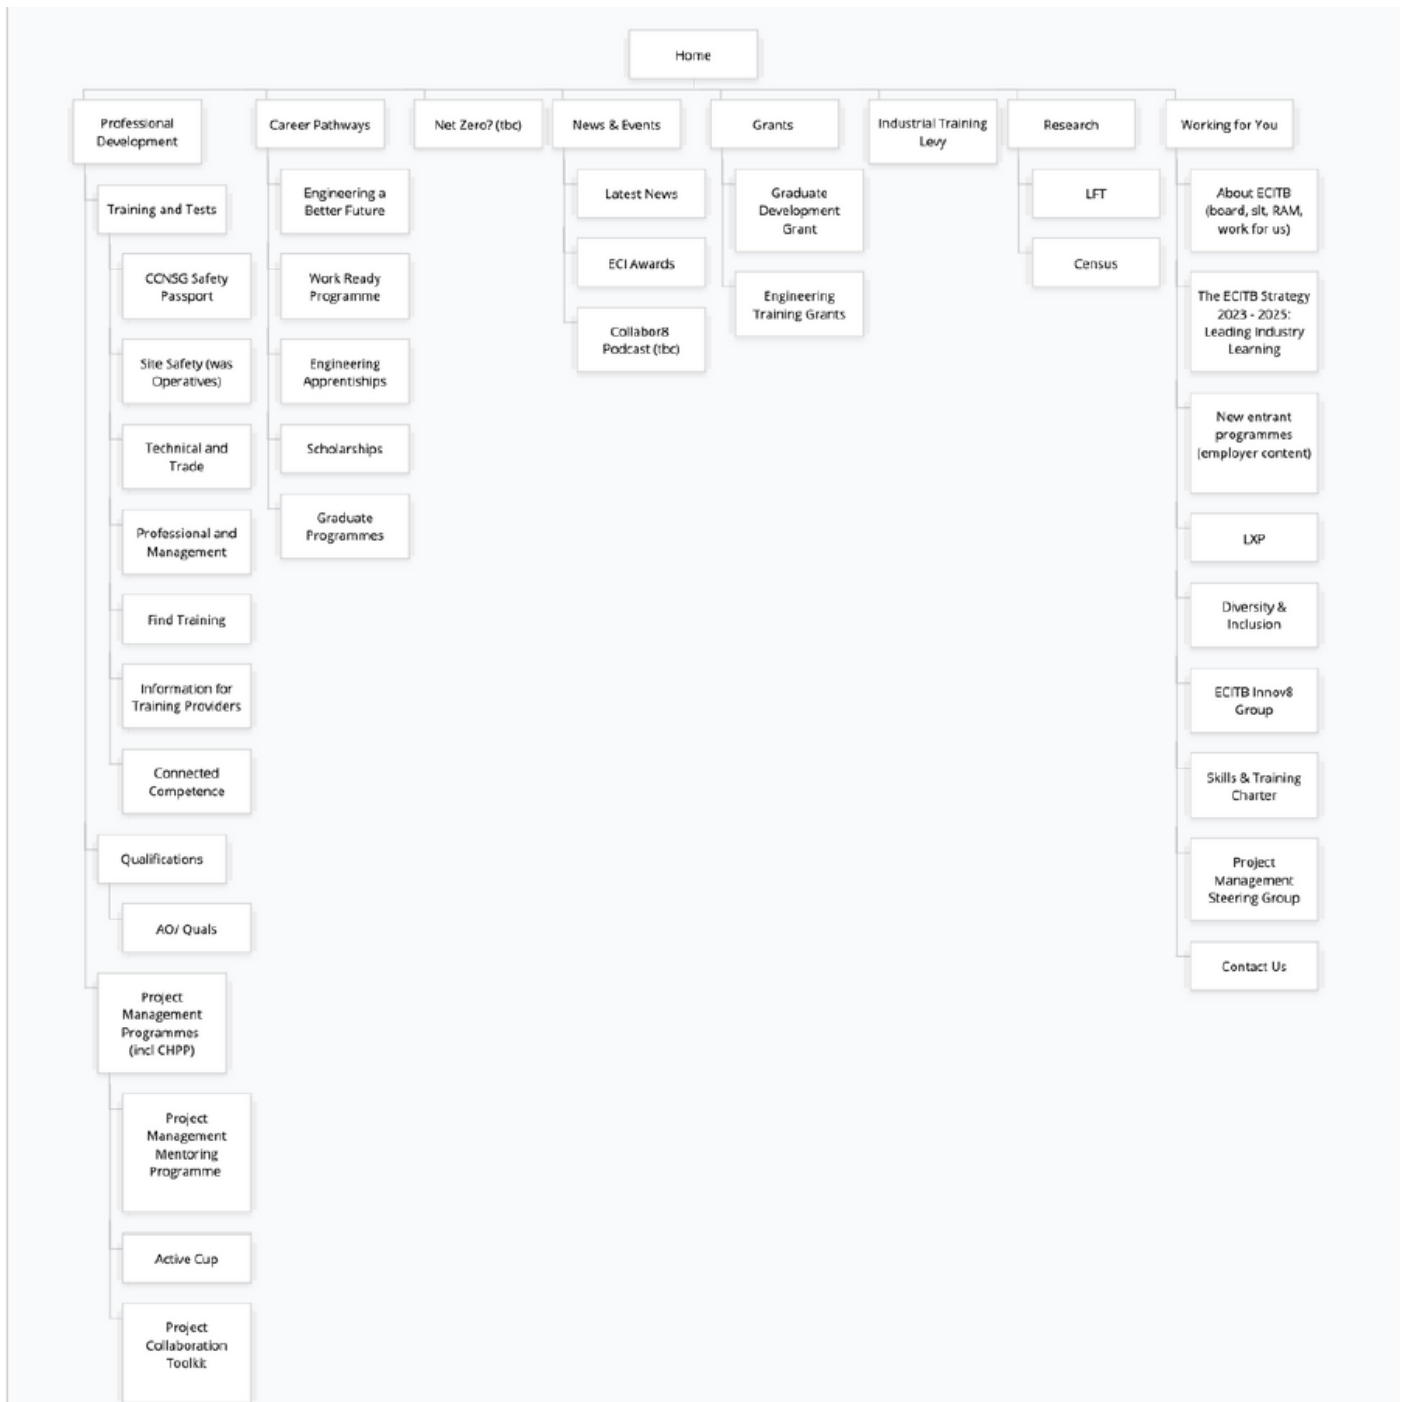 Home
Professional
Development
Career Pathways
Net Zero? (tbc)
News & Events
Grants
Industrial Training
Levy
Research
Working for You
Training and Tests
CCNSG Safety
Passport
Site Safety (was
Operatives)
Technical and
Trade
Professional and
Management
Find Training
Information for
Training Providers
Connected
Competence
Qualifications
AO/ Quals
Project
Management
Programmes
(incl CHPP)
Project
Management
Mentoring
Programme
Active Cup
Project
Collaboration
Toolkit
Engineering a
Better Future
Work Ready
Programme
Engineering
Apprentiships
Scholarships
Graduate
Programmes
Latest News
ECI Awards
Collabor8
Podcast (tbc)
Graduate
Development
Grant
Engineering
Training Grants
LFT
Census
About ECITB
(board, slt, RAM,
work for us)
The ECITB Strategy
2023 - 2025:
Leading Industry
Learning
New entrant
programmes
(employer content)
LXP
Diversity &
Inclusion
ECITB Innov8
Group
Skills & Training
Charter
Project
Management
Steering Group
Contact Us